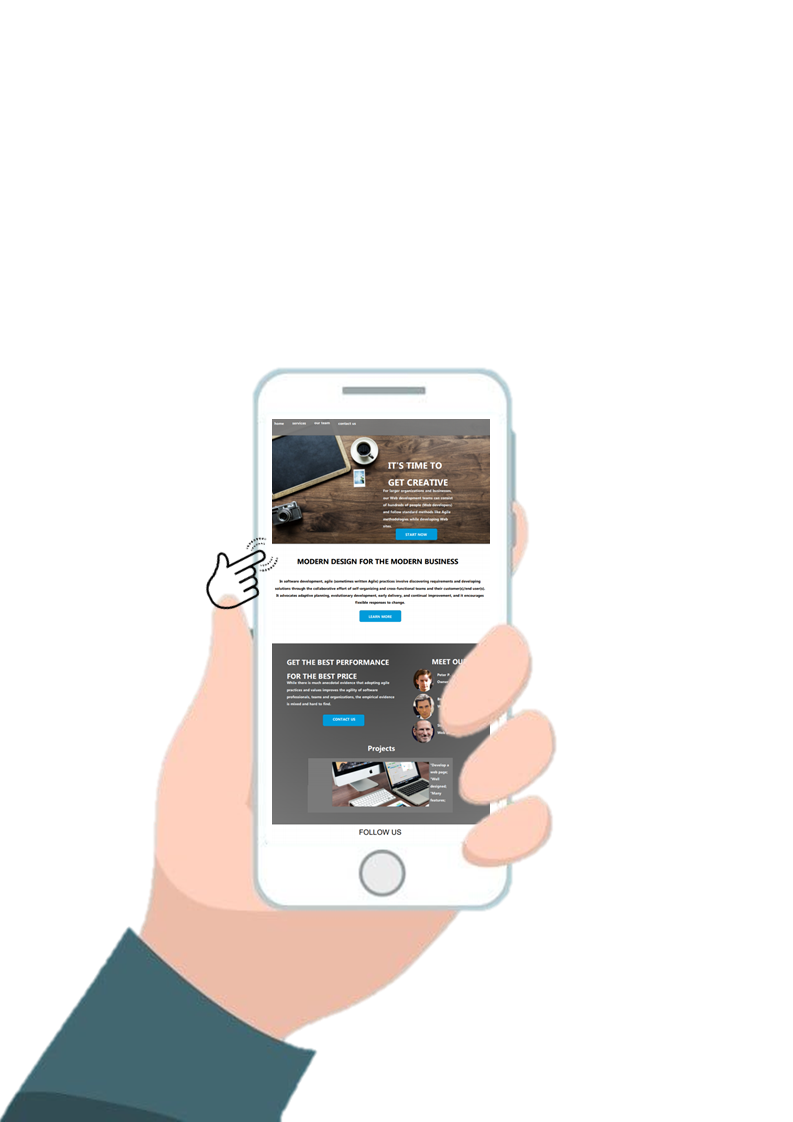 home services our team contact us
IT'S TIME TO
GET CREATIVE
For larger organisations and businesses,
our Web development teams can consist
of hundreds of people (Web developers)
and follow standard methods like Agile
methodologies while developing Web
sites.
START NOW
MODERN DESIGN FOR THE MODERN BUSINESS
In software development, agile (sometimes written Agile) practices involve discovering requirements and developing
solutions through the collaborative effort of self-organizing and cross-functional teams and their customer(s)/end user(s).
It advocates adaptive planning, evolutionary development, early delivery, and continual improvement, and it encourages
flexible responses to change.
LEARN MORE
GET THE BEST PERFORMANCE
FOR THE BEST PRICE
While there is much anecdotal evidence that adopting agile
practices and values improves the agility of software
professionals, teams and organizations, the empirical evidence
is mixed and hard to find.
CONTACT US
MEET OU
Peter P.
Projects
*Develop a
web page.
*Well
designed.
*Many
features.
FOLLOW US